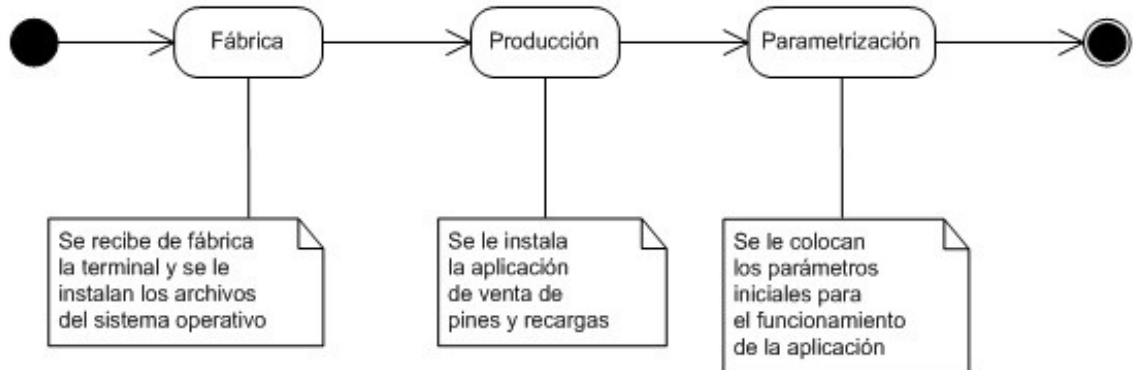 Fábrica
Producción
Parametrización
Se recibe de fábrica
la terminal y se le
instalan los archivos
del sistema operativo
Se le instala
la aplicación
de venta de
pines y recargas
Se le colocan
los parámetros
iniciales para
el funcionamiento
de la aplicación